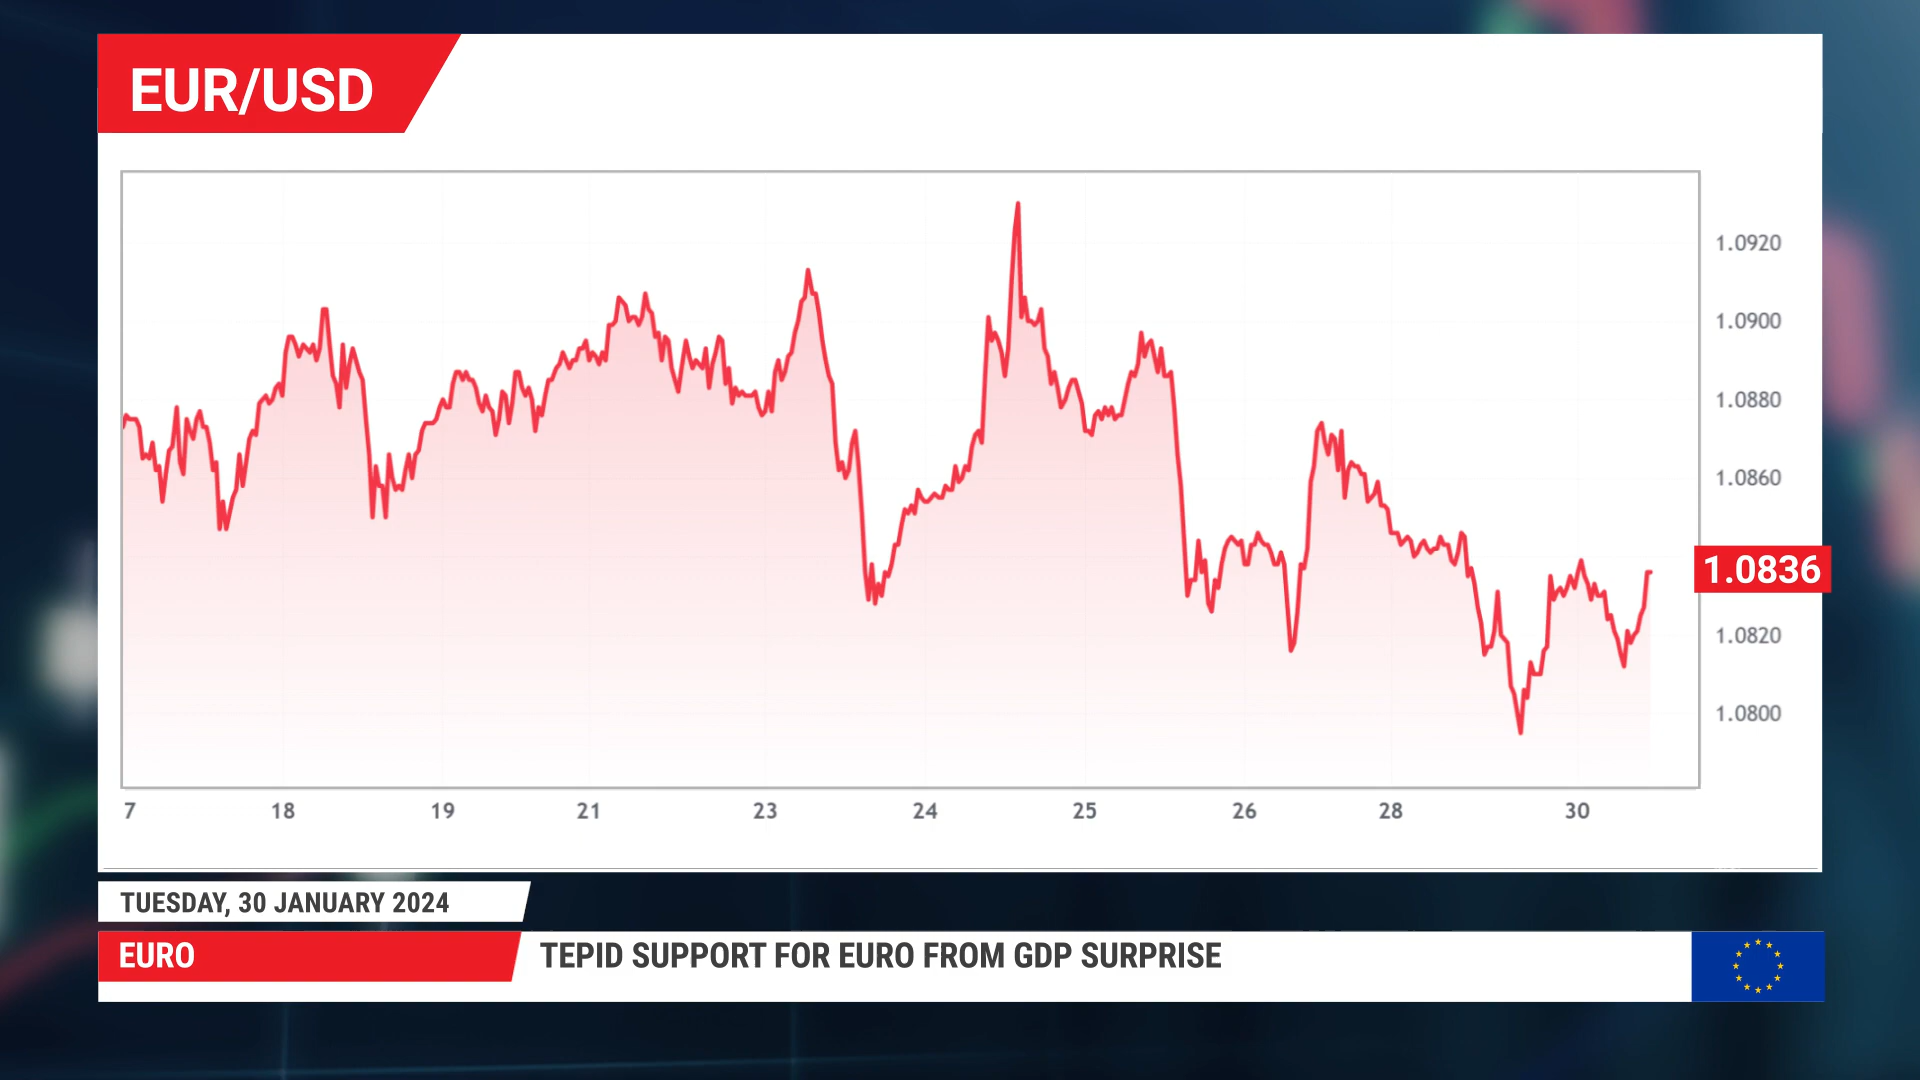 EUR/USD
1.0920
1.0900
1.0880
1.0860
1.0836
1.0820
1.0800
7 18 19 21 23 24 25 26 28 30
TUESDAY, 30 JANUARY 2024
EURO
TEPID SUPPORT FOR EURO FROM GDP SURPRISE